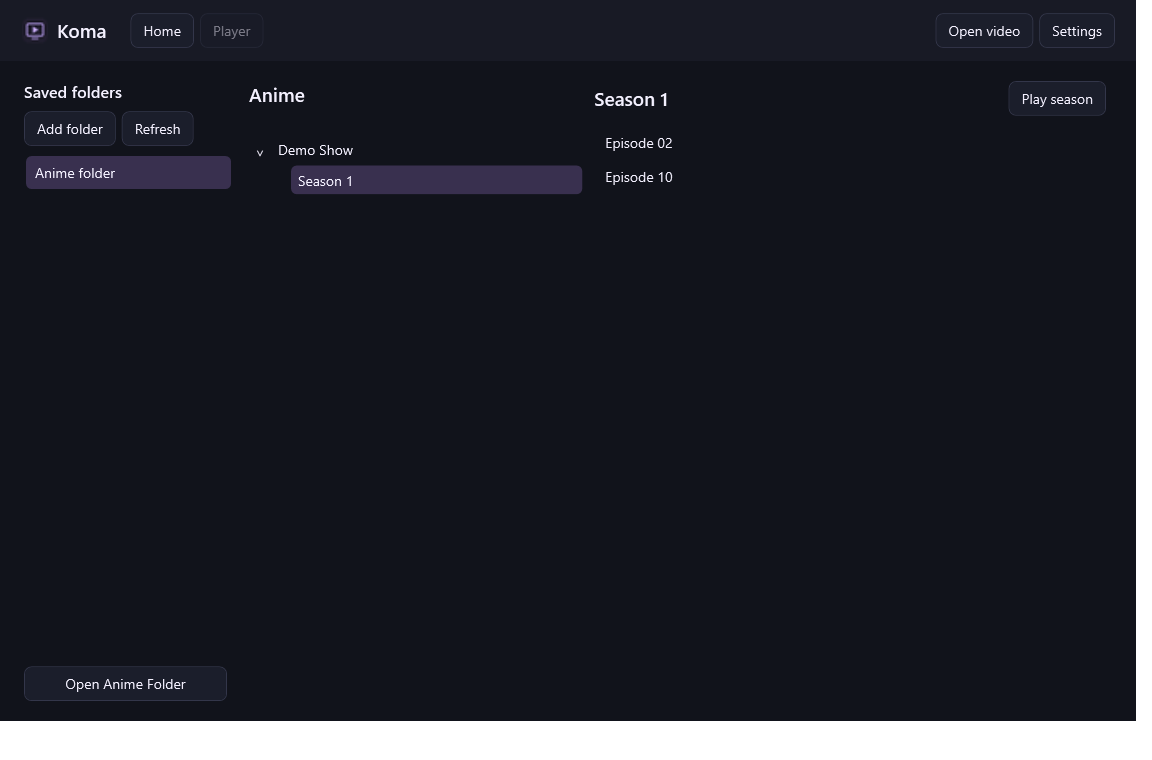 Koma
Home
Player
Open video
Settings
Saved folders
Add folder
Refresh
Anime folder
Open Anime Folder
Anime
Demo Show
Season 1
Season 1
Play season
Episode 02
Episode 10